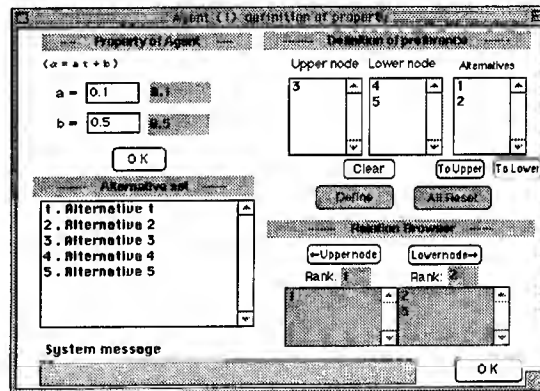 Agent (1) definition of property
Property of Agent
(α = a t + b)
a = 0.1 0.1
b = 0.5 0.5
OK
Alternative set
1 . Alternative 1
2 . Alternative 2
3 . Alternative 3
4 . Alternative 4
5 . Alternative 5
System message
Definition of preference
Upper node Lower node Alternatives
3 4 1
5 2
Clear To Upper To Lower
Define All Reset
Relation Browser
←Uppernode Lowernode→
Rank: 1 Rank: 2
1 2
OK